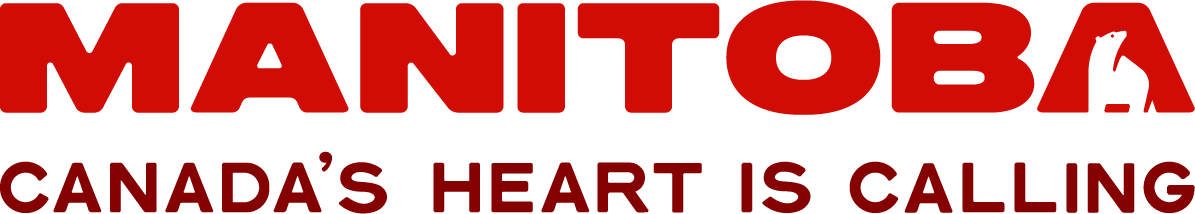 MANITOBA
CANADA'S HEART IS CALLING